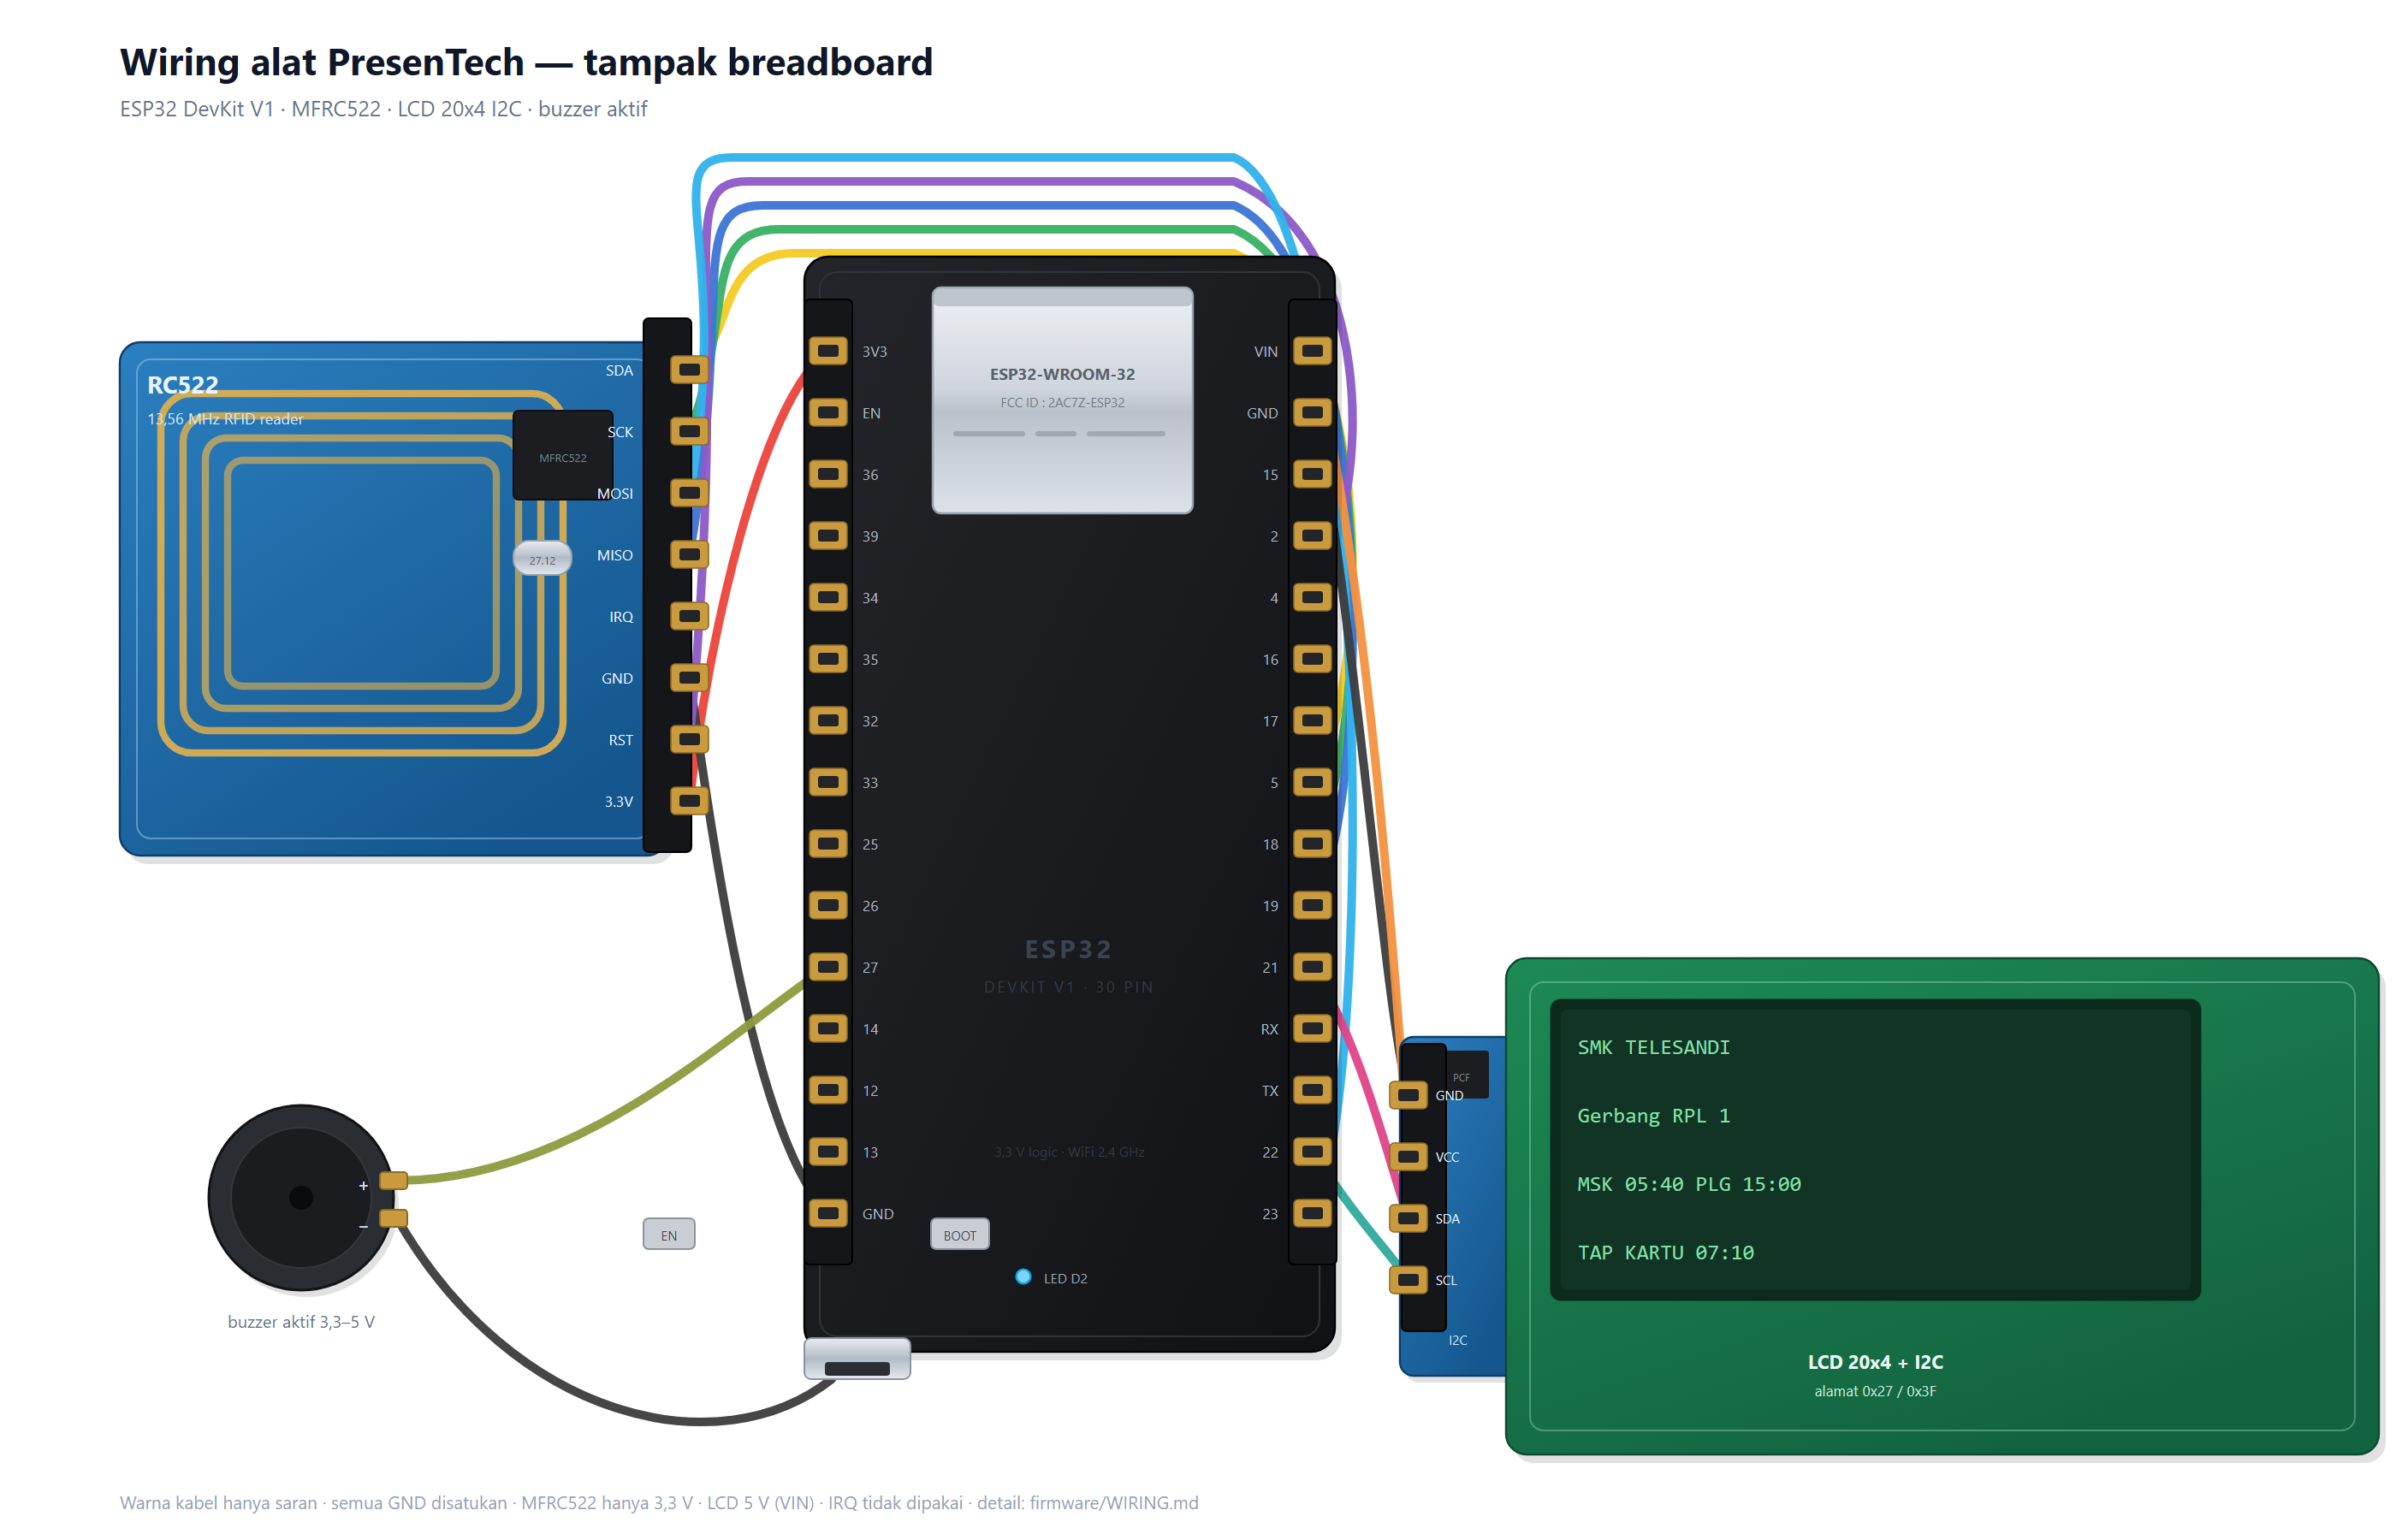 Wiring alat PresenTech — tampak breadboard
ESP32 DevKit V1 · MFRC522 · LCD 20x4 I2C · buzzer aktif
RC522
13,56 MHz RFID reader
MFRC522
27.12
SDA
SCK
MOSI
MISO
IRQ
GND
RST
3.3V
3V3
EN
36
39
34
35
32
33
25
26
27
14
12
13
GND
ESP32-WROOM-32
FCC ID : 2AC7Z-ESP32
ESP32
DEVKIT V1 · 30 PIN
3,3 V logic · WiFi 2,4 GHz
BOOT
LED D2
VIN
GND
15
2
4
16
17
5
18
19
21
RX
TX
22
23
+
−
buzzer aktif 3,3–5 V
EN
PCF
GND
VCC
SDA
SCL
I2C
SMK TELESANDI
Gerbang RPL 1
MSK 05:40 PLG 15:00
TAP KARTU 07:10
LCD 20x4 + I2C
alamat 0x27 / 0x3F
Warna kabel hanya saran · semua GND disatukan · MFRC522 hanya 3,3 V · LCD 5 V (VIN) · IRQ tidak dipakai · detail: firmware/WIRING.md